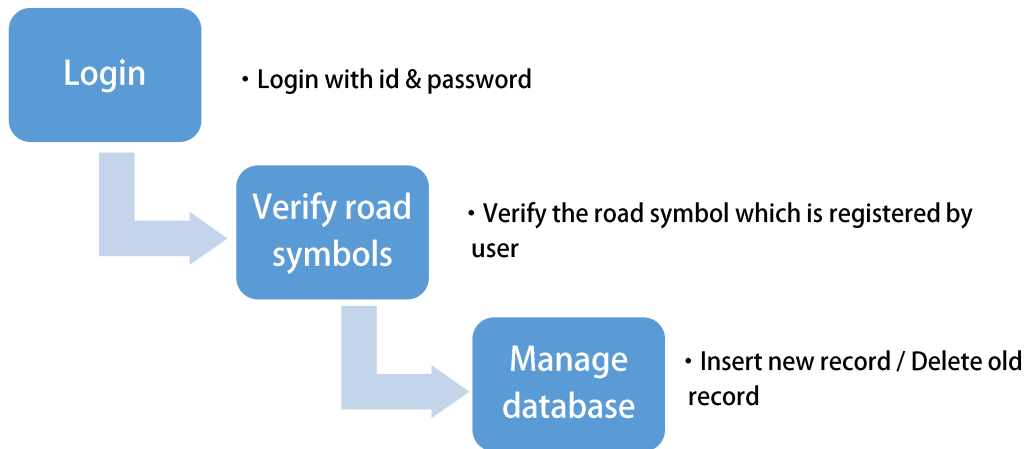 Login
・Login with id & password
Verify road
symbols
・Verify the road symbol which is registered by
user
Manage
database
・Insert new record / Delete old
record